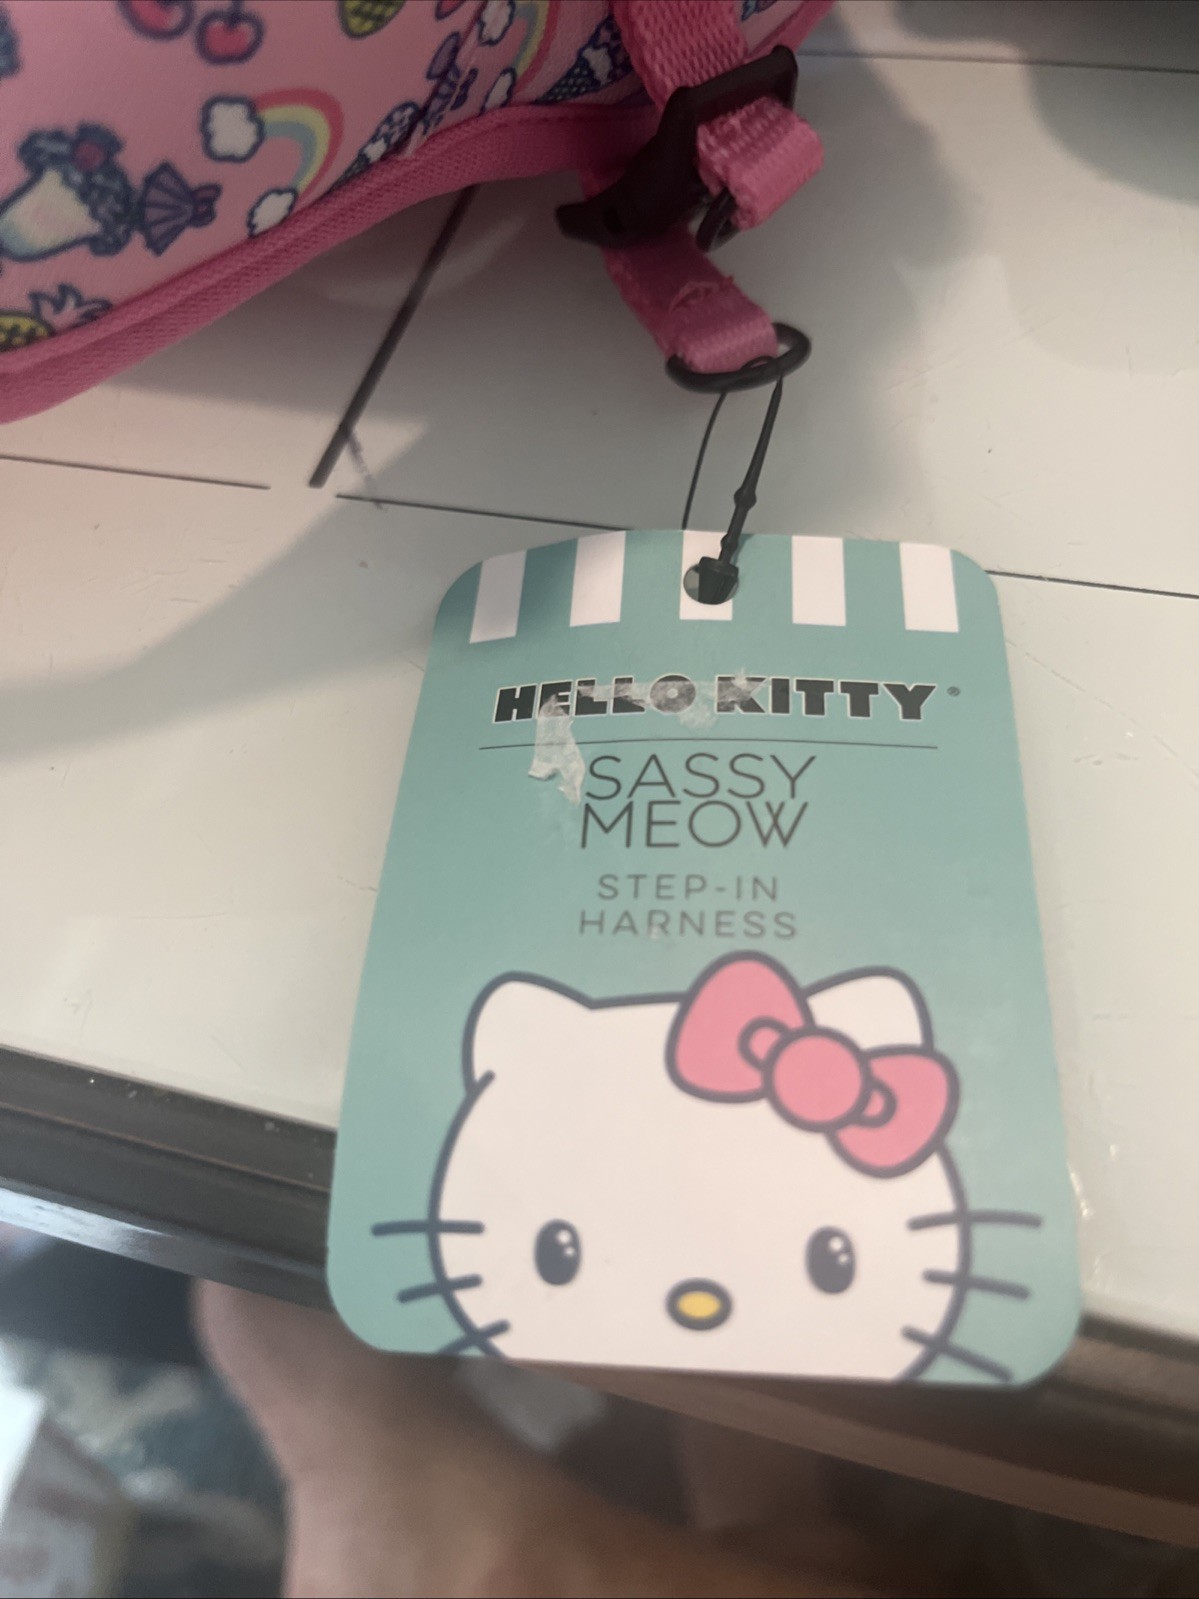 HELLO KITTY®
SASSY
MEOW
STEP-IN
HARNESS